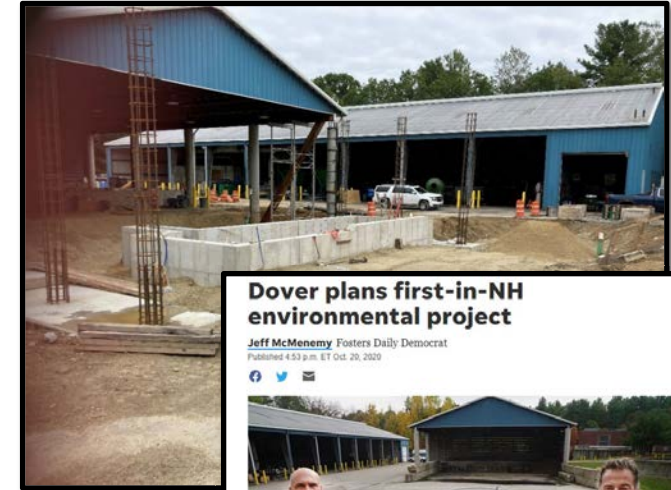 Dover plans first-in-NH
environmental project
Jeff McMenemy Fosters Daily Democrat
Published 4:53 p.m. ET Oct. 20, 2020